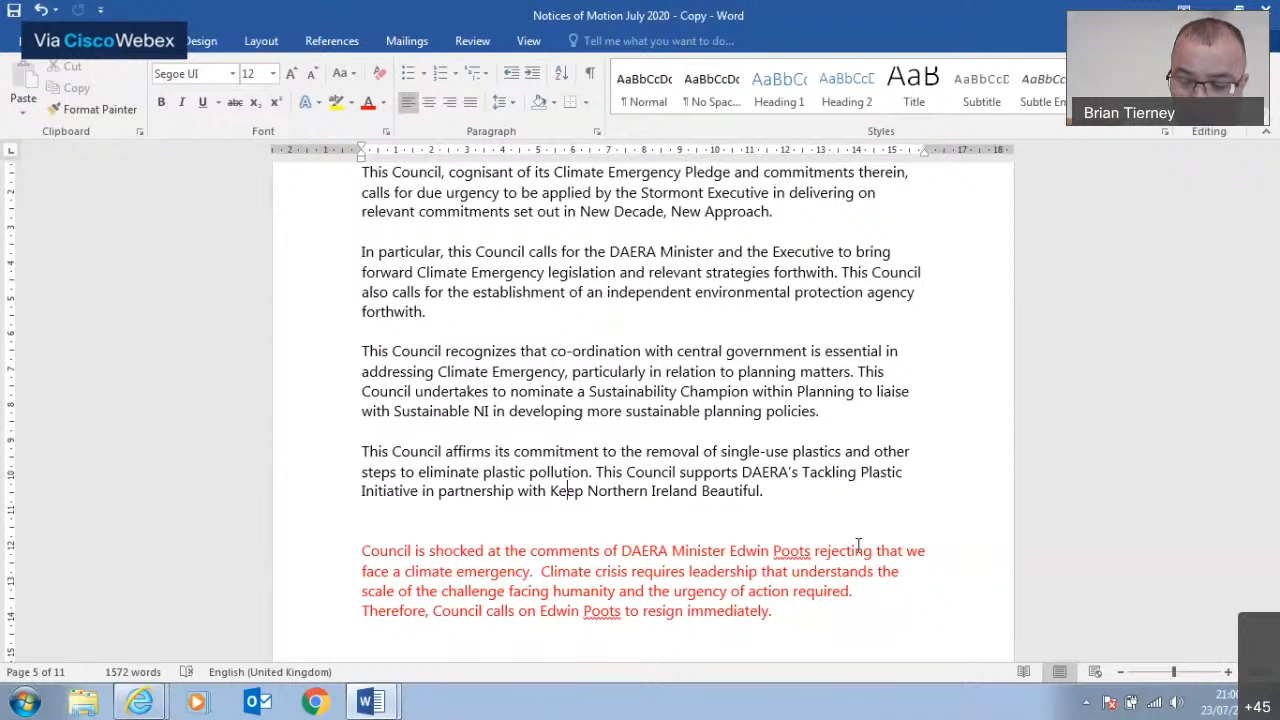 Notices of Motion July 2020 - Copy - Word
Via CiscoWebex
Design
Layout
References
Mailings
Review
View
Tell me what you want to do...
Cut
Copy
Format Painter
Paste
Clipboard
Segoe UI
12
Font
Paragraph
AaBbCcDc
¶ Normal
AaBbCcDc
¶ No Spac...
AaBbCc
Heading 1
AaBbCcD
Heading 2
AaB
Title
AaBbCcD
Subtitle
AaBbCcDc
Subtle En
Styles
Editing
Brian Tierney
This Council, cognisant of its Climate Emergency Pledge and commitments therein,
calls for due urgency to be applied by the Stormont Executive in delivering on
relevant commitments set out in New Decade, New Approach.
In particular, this Council calls for the DAERA Minister and the Executive to bring
forward Climate Emergency legislation and relevant strategies forthwith. This Council
also calls for the establishment of an independent environmental protection agency
forthwith.
This Council recognizes that co-ordination with central government is essential in
addressing Climate Emergency, particularly in relation to planning matters. This
Council undertakes to nominate a Sustainability Champion within Planning to liaise
with Sustainable NI in developing more sustainable planning policies.
This Council affirms its commitment to the removal of single-use plastics and other
steps to eliminate plastic pollution. This Council supports DAERA's Tackling Plastic
Initiative in partnership with Keep Northern Ireland Beautiful.
Council is shocked at the comments of DAERA Minister Edwin Poots rejecting that we
face a climate emergency.  Climate crisis requires leadership that understands the
scale of the challenge facing humanity and the urgency of action required.
Therefore, Council calls on Edwin Poots to resign immediately.
Page 5 of 11
1572 words
English (United Kingdom)
21:00
23/07/2
+45